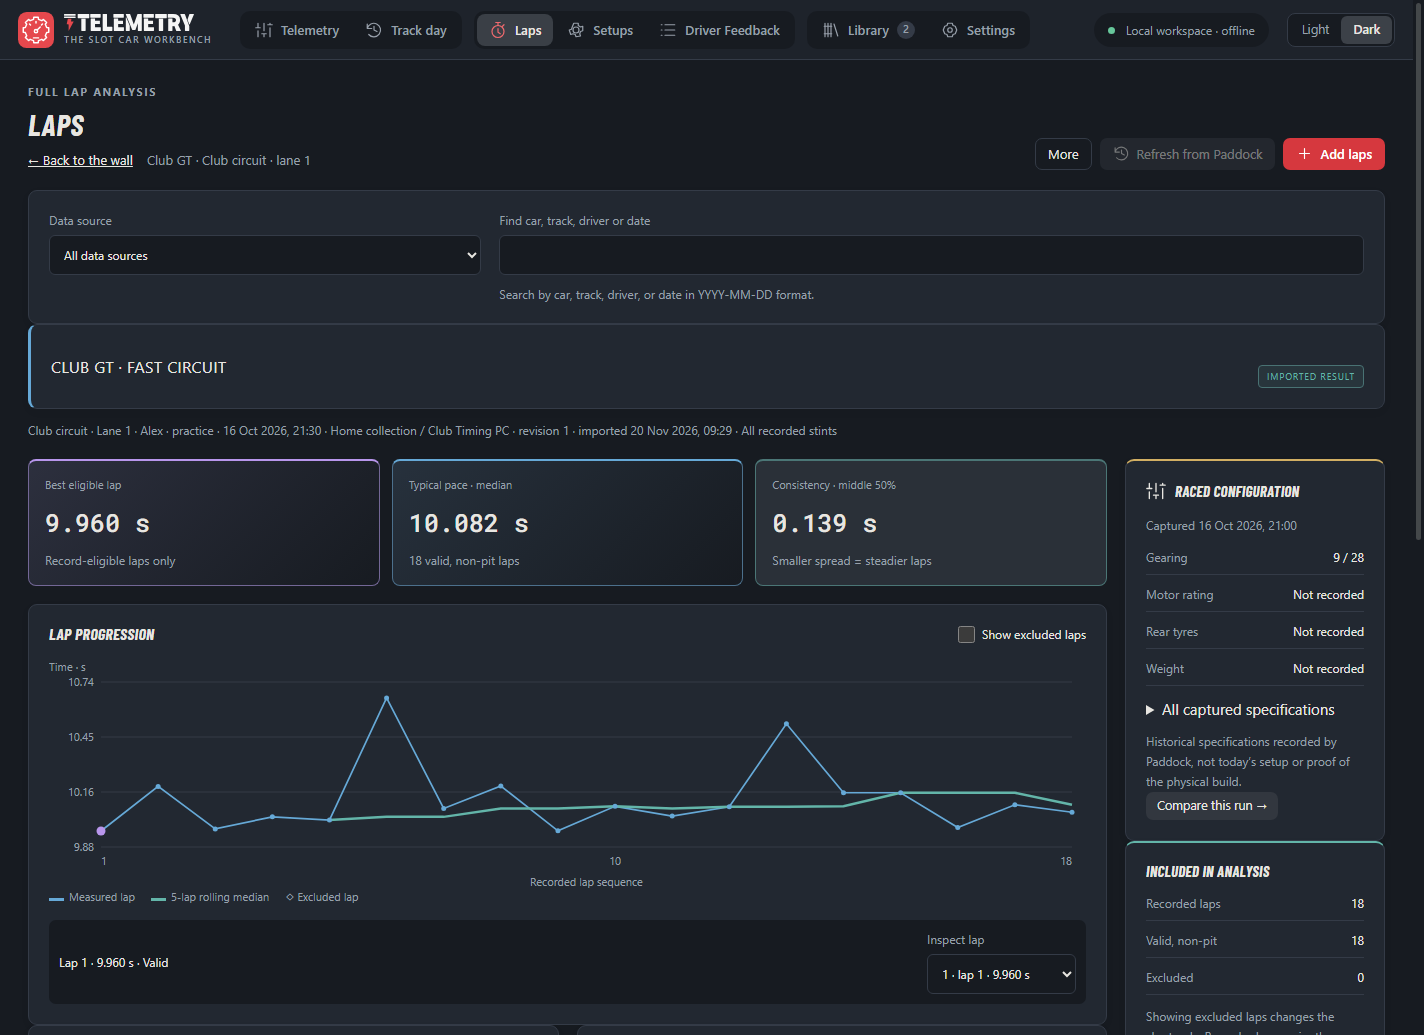 TELEMETRY
THE SLOT CAR WORKBENCH
Telemetry
Track day
Laps
Setups
Driver Feedback
Library 2
Settings
Local workspace · offline
Light
Dark
FULL LAP ANALYSIS
LAPS
← Back to the wall
Club GT · Club circuit · lane 1
More
Refresh from Paddock
+ Add laps
Data source
All data sources
Find car, track, driver or date
Search by car, track, driver, or date in YYYY-MM-DD format.
CLUB GT · FAST CIRCUIT
IMPORTED RESULT
Club circuit · Lane 1 · Alex · practice · 16 Oct 2026, 21:30 · Home collection / Club Timing PC · revision 1 · imported 20 Nov 2026, 09:29 · All recorded stints
Best eligible lap
9.960 s
Record-eligible laps only
Typical pace · median
10.082 s
18 valid, non-pit laps
Consistency · middle 50%
0.139 s
Smaller spread = steadier laps
LAP PROGRESSION
Show excluded laps
Time · s
10.74
10.45
10.16
9.88
1
10
18
Recorded lap sequence
Measured lap
5-lap rolling median
Excluded lap
Lap 1 · 9.960 s · Valid
Inspect lap
1 · lap 1 · 9.960 s
RACED CONFIGURATION
Captured 16 Oct 2026, 21:00
Gearing 9 / 28
Motor rating Not recorded
Rear tyres Not recorded
Weight Not recorded
▶ All captured specifications
Historical specifications recorded by
Paddock, not today's setup or proof of
the physical build.
Compare this run →
INCLUDED IN ANALYSIS
Recorded laps 18
Valid, non-pit 18
Excluded 0
Showing excluded laps changes the